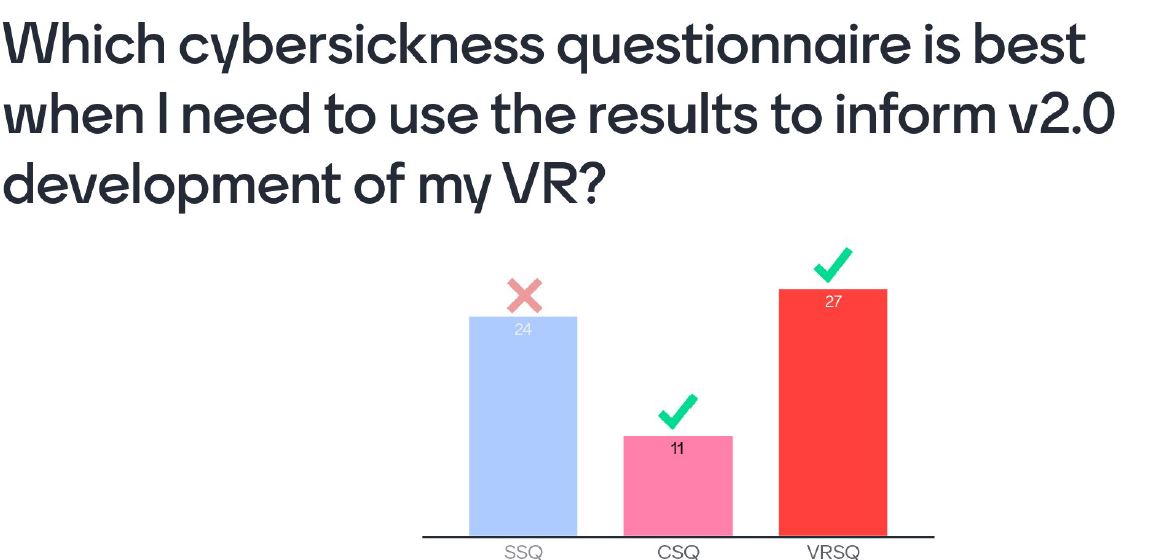 Which cybersickness questionnaire is best
when I need to use the results to inform v2.0
development of my VR?
24
11
27
SSQ
CSQ
VRSQ